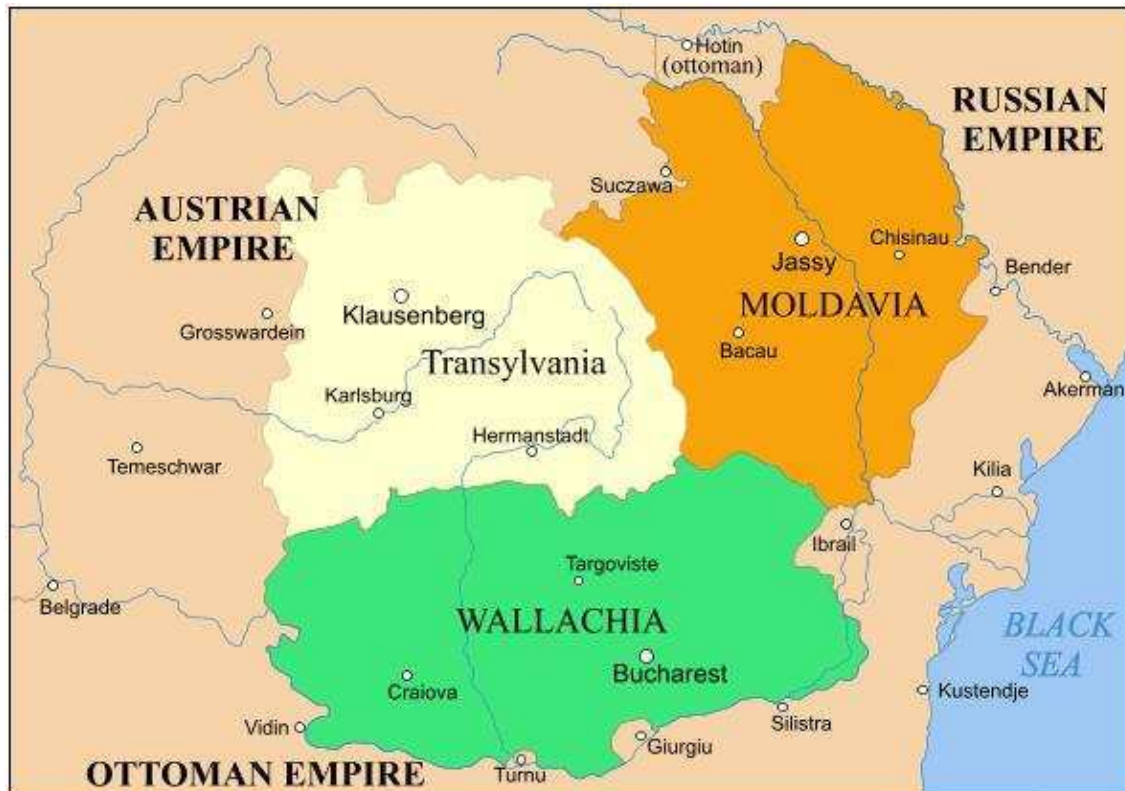 Hotin
(ottoman)
RUSSIAN
EMPIRE
Suczawa
AUSTRIAN
EMPIRE
Chisinau
Jassy
Bender
Klausenberg
MOLDAVIA
Grosswardein
Bacau
Transylvania
Akerman
Karlsburg
Hermanstadt
Temeschwar
Kilia
Ibrail
Targoviste
Belgrade
WALLACHIA
BLACK
SEA
Bucharest
Craiova
Kustendje
Silistra
Vidin
Giurgiu
OTTOMAN EMPIRE
Turnu